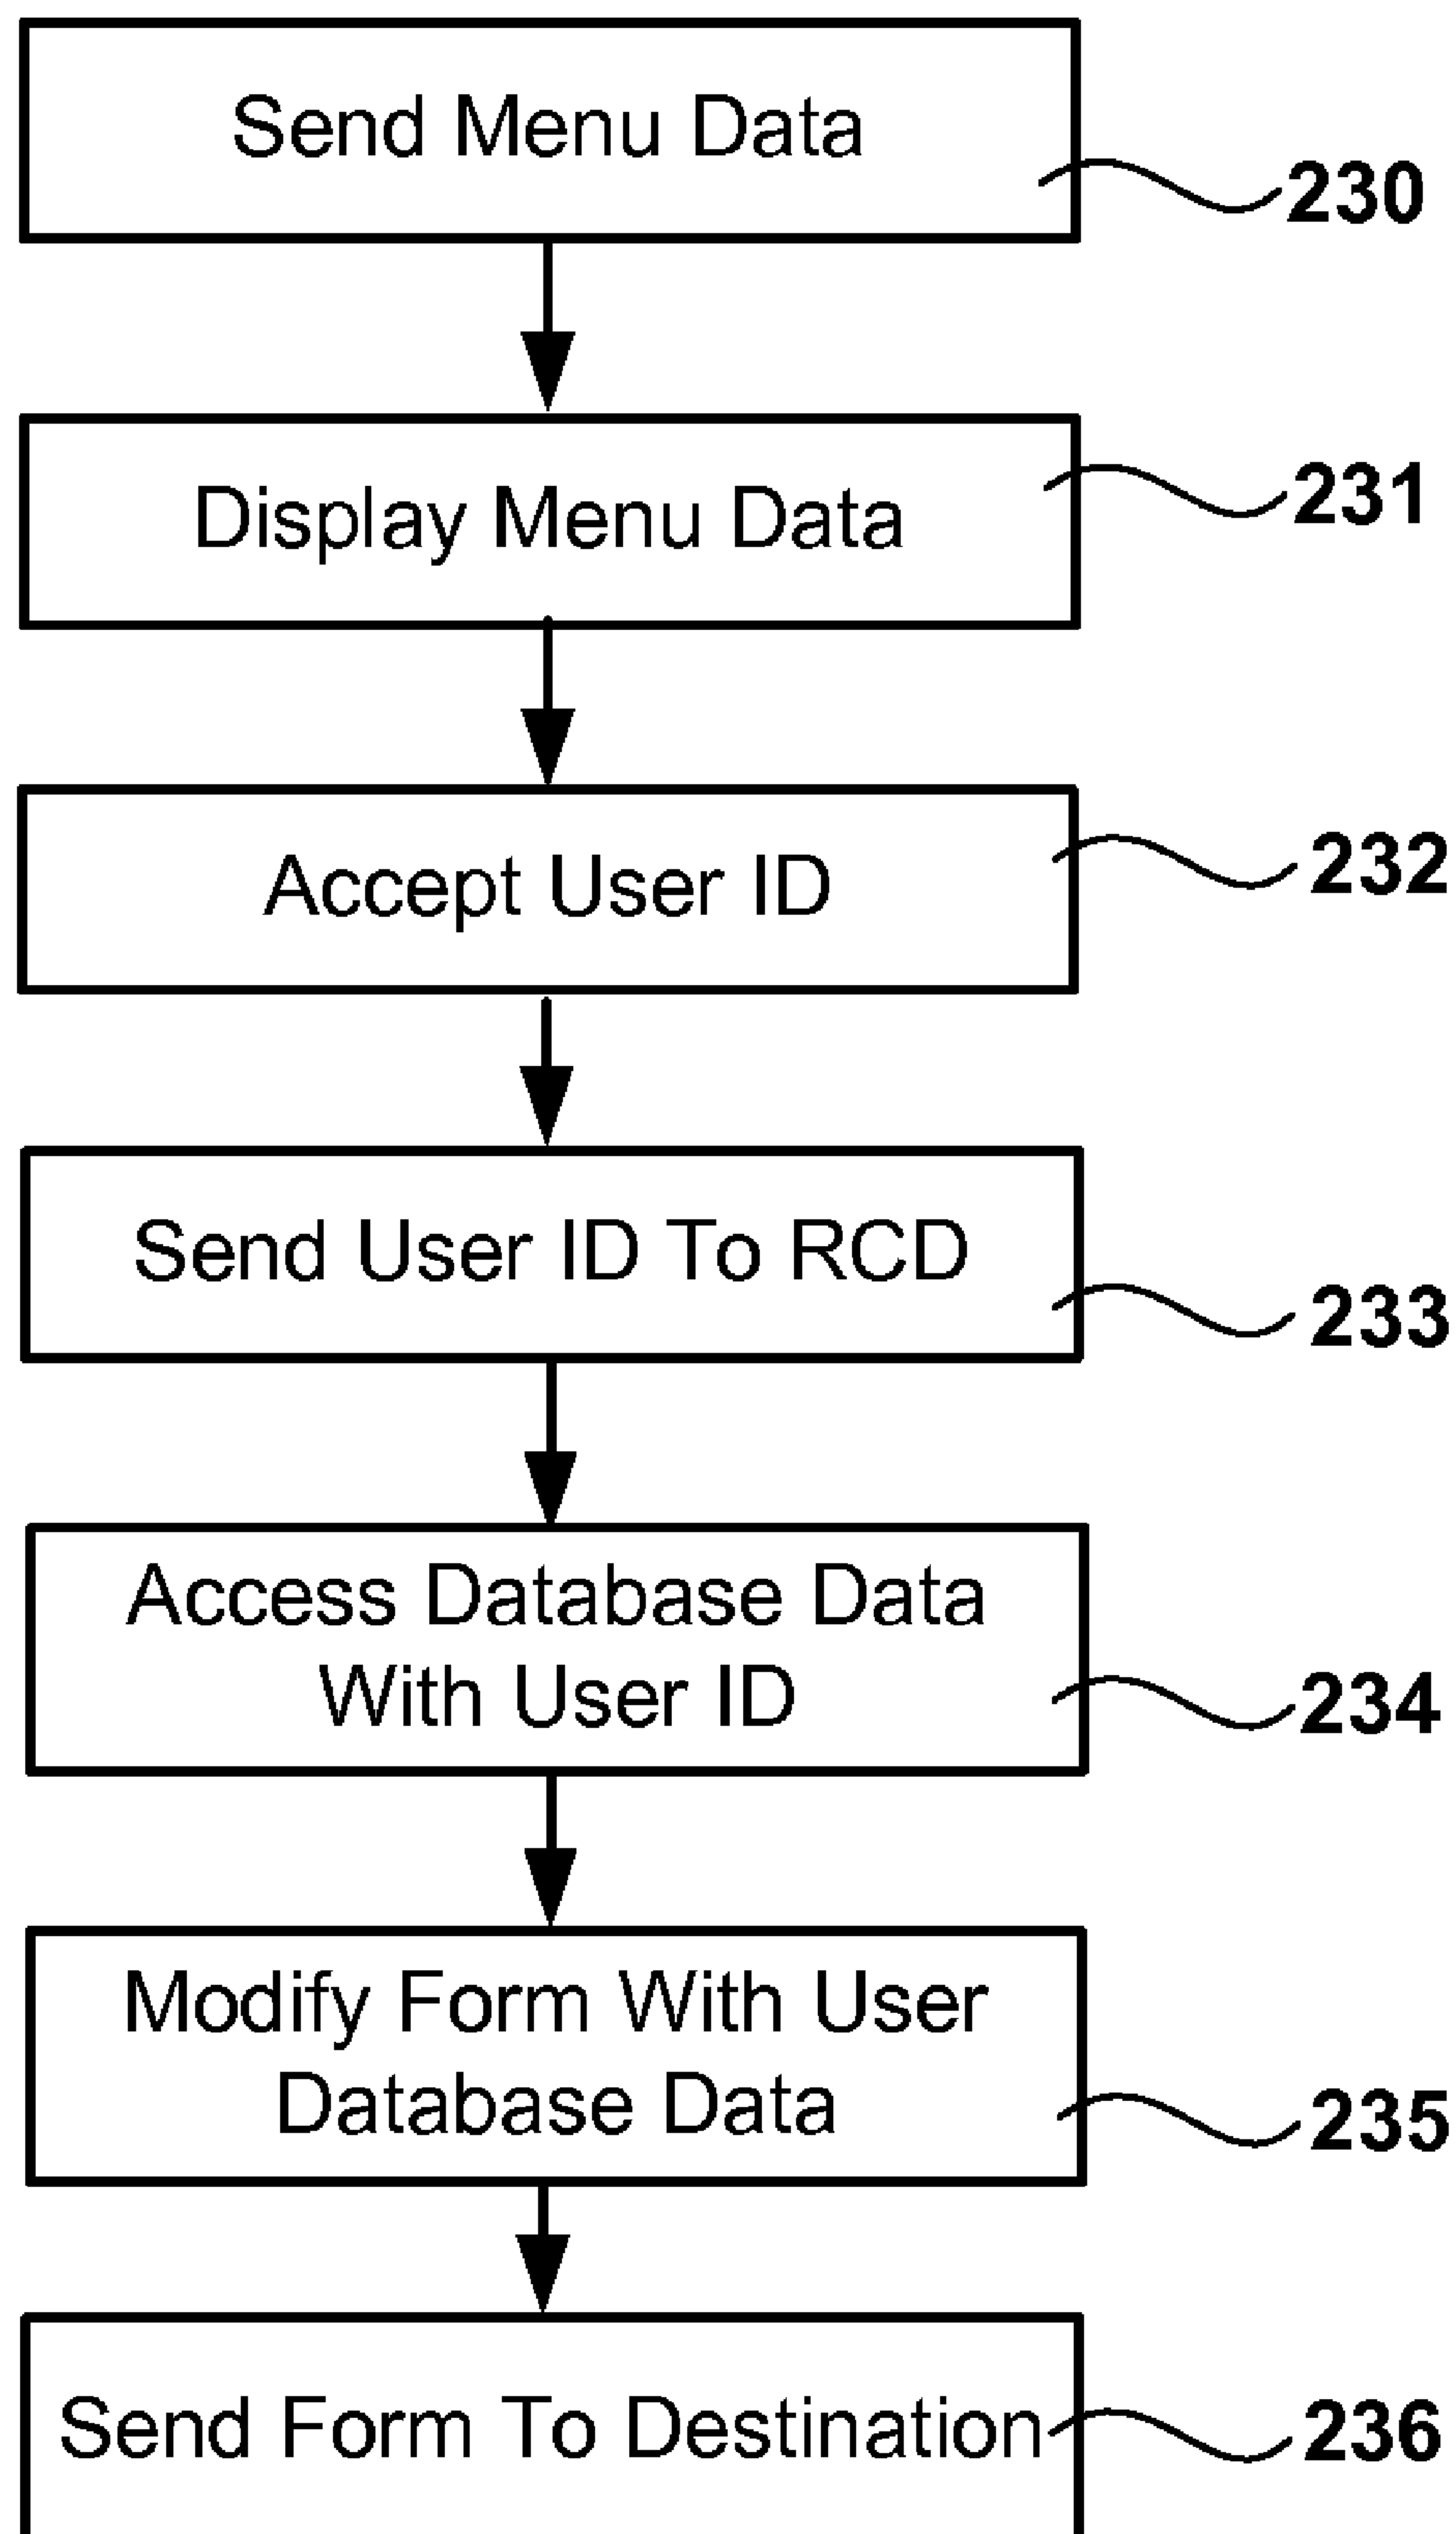 Send Menu Data
230
Display Menu Data
231
Accept User ID
232
Send User ID To RCD
233
Access Database Data
With User ID
234
Modify Form With User
Database Data
235
Send Form To Destination
236